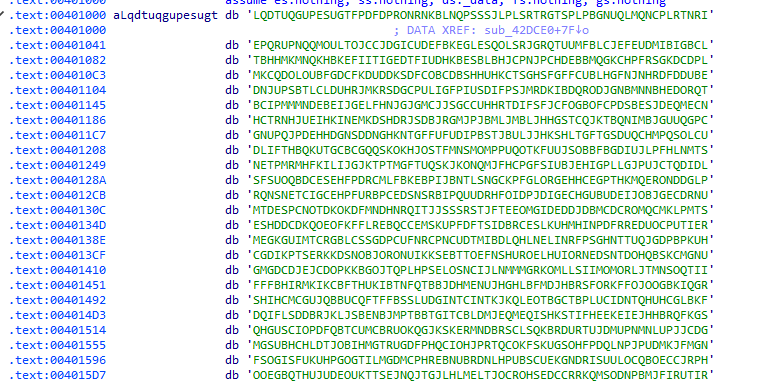 assume es:nothing, ss:nothing, ds:_data, fs:nothing, gs:nothing
.text:00401000 aLqdtuqgupesugt db 'LQDTUQGUPESUGTFPDFDPRONRNKBLNQPSSSJLPLSRTRGTSPLPBGNUQLMQNCPLRTNRI'
.text:00401000 ; DATA XREF: sub_42DCE0+7F↓o
.text:00401041 db 'EPQRUPNQQMOULTOJCCJDGICUDEFBKEGLESQOLSRJGRQTUUMFBLCJEFEUDMIBIGBCL'
.text:00401082 db 'TBHHMKMNQKHBKEFIITIGEDTFIUDHKBESBLEOBNJPCHDEBBMQGKCHPFRSGKDCDPL'
.text:004010C3 db 'MKCQDOLOUBFGDCFKDUDDKSDFCOBCDBSHHUHKCTSGHSFGFFCUBLHGFNJNHRDFDDUBE'
.text:00401104 db 'DNJUPSBTLCLDUHRJMKRSDGCPULIGFPIUSDIFPSJMRDKIBDQRODJGNBMNNBHEDORQT'
.text:00401145 db 'BCIPMMMNDEBEIJGELFHNJGJGMCJJSGCCUHHRTDIFSFJCFOGBOFCPDSBESJDEQMECN'
.text:00401186 db 'HCTRNHJUEIHKINEMKDSHDRJSDBJRGMJPJBMLJMBLJHHGSTCQJKTBQNIMBJGUUQGPC'
.text:004011C7 db 'GNUPQJPDEHHDGNSDDNGHKNTGFFUFUDIPBSTJBULJJHKSHLTGFTGSDUQCHMPQSOLCU'
.text:00401208 db 'DLIFTHBQKUTGCBGCQQSKOKHJOSTFMNSMOMPPUQOTKFUUJSOBBFBGDIUJLPFHLNMTS'
.text:00401249 db 'NETPMRMHFKILIJGJKTPTMGFTUQSKJKONQMJFHCPGFSIUBJEHIGPLLGJPUJCTQDIDL'
.text:0040128A db 'SFSUOQBDCESEHFPDRCMLFBKEBPIJBNTLSNGCKPFGLORGEHHCEGPTHKMQERONDDGLP'
.text:004012CB db 'RQNSNETCIGCEHPFURBPCEDSNSRBIPQUUDRHFOIDPJDIGECHGUBUDEIJOBJGECDRNU'
.text:0040130C db 'MTDESPCNOTDKOKDFMNDHNRQITJJSSSRSTJFTEEOMGIDEDDJDBMCDCROMQCMKLPMTS'
.text:0040134D db 'ESHDDCDKQOEOFKFFLREBQCCEMSKUPFDFTSIDBRCESLKUHMHINPDFRREDUOCPUTIER'
.text:0040138E db 'MEGKGUIMTCRGBLCSSGDPCUFNRCPNCUDTMIBDLQHLNELINRFPSGHNTTUQJGDPBPKUH'
.text:004013CF db 'CGDIKPTSERKKDSNOBJORONUIKKSEBTTOEFNSHUROELHUIORNEDSNTDOHQBSKCMGNU'
.text:00401410 db 'GMGDCDJEJCDOPKKBGOJTQPLHPSELOSNCIJLNMMMGRKOMLLSIIMOMORLJTMNSOQTII'
.text:00401451 db 'FFFBHIRMKIKCBFTHUKIBTNFQTBBJDHMENUJHGHLBFMDJHBRSFORKFFOJOOGBKIQGR'
.text:00401492 db 'SHIHCMCGUJQBBUCQFTFFBSSLUDGINTCINTKJKQLEOTBGCTBPLUCIDNTQHUHCGLBKF'
.text:004014D3 db 'DQIFLSDDBRJKLJSBENBJMPTBBTGITCBLDMJEQMEQISHKSTIFHEEKEIEJHHBRQFKGS'
.text:00401514 db 'QHGUSCIOPDFQBTCUMCBRUOKQGJKSKERMNDBRSCLSQKBRDURTUJDMUPNMNLUPJJCDG'
.text:00401555 db 'MGSUBHCHLDTJOBIHMGTRUGDFPHQCIOHJPRTQCOKFSKUGSOHFPDQLNPJPUDMKJFMGN'
.text:00401596 db 'FSOGISFUKUHPGOGTILMGDMCPHREBNUBRDNLHPUBSCUEKGNDRISUULOCQBOECCJRPH'
.text:004015D7 db 'OOEGBQTHUJUDEOUKTTSEJNQJTGJLHLMELTJOCROHSEDCCRRKQMSODNPBMJFIRUTIR'